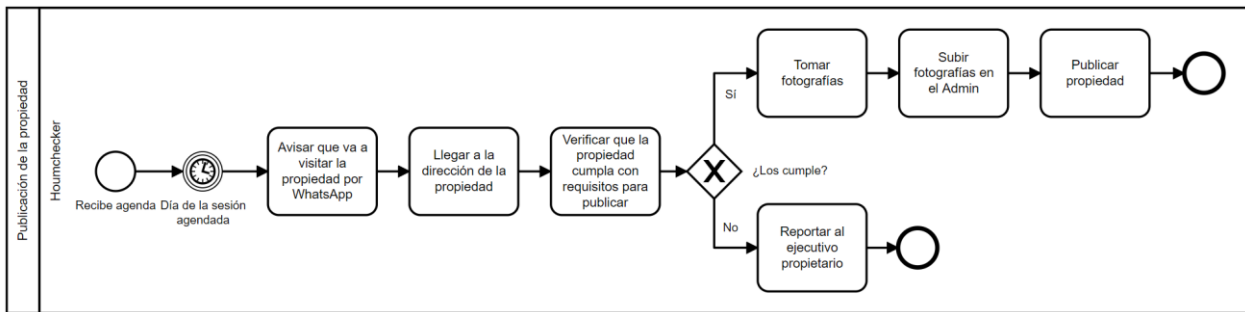 Publicación de la propiedad
Houmchecker
Recibe agenda
Día de la sesión
agendada
Avisar que va a
visitar la
propiedad por
WhatsApp
Llegar a la
dirección de la
propiedad
Verificar que la
propiedad
cumpla con
requisitos para
publicar
¿Los cumple?
Sí
Tomar
fotografías
Subir
fotografías en
el Admin
Publicar
propiedad
No
Reportar al
ejecutivo
propietario